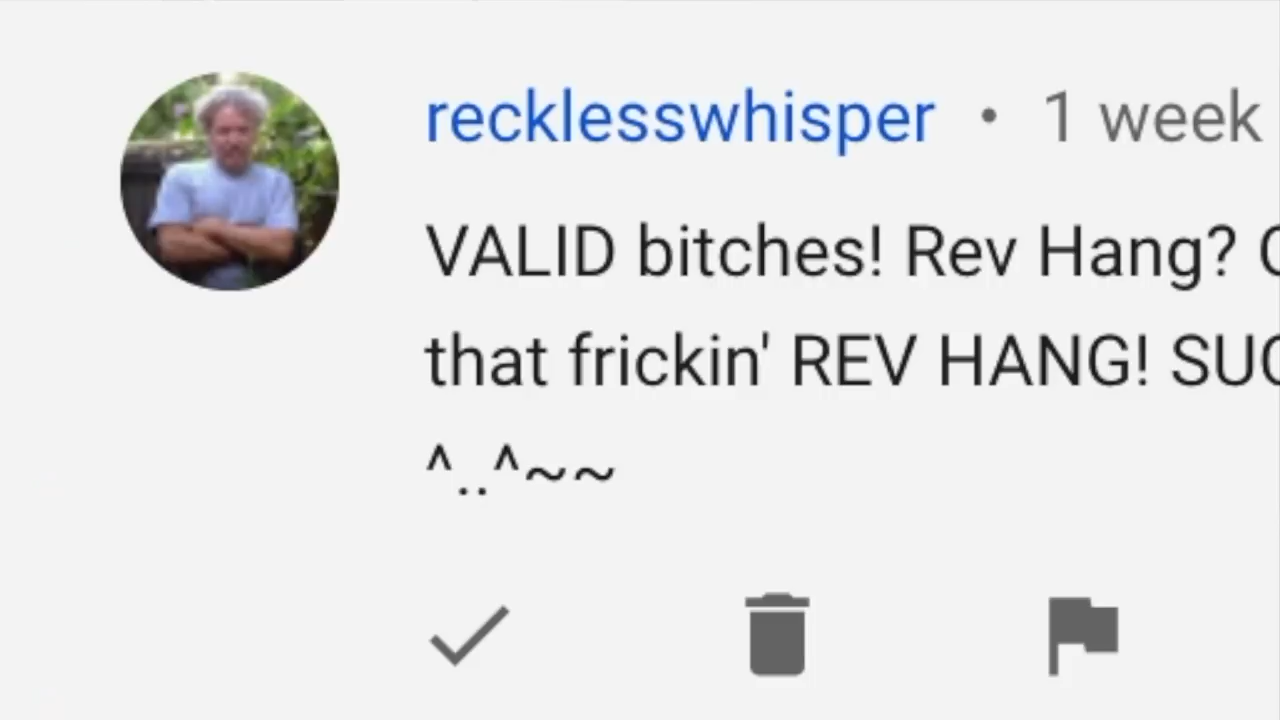 recklesswhisper • 1 week
VALID bitches! Rev Hang?
that frickin' REV HANG!
^..^~~